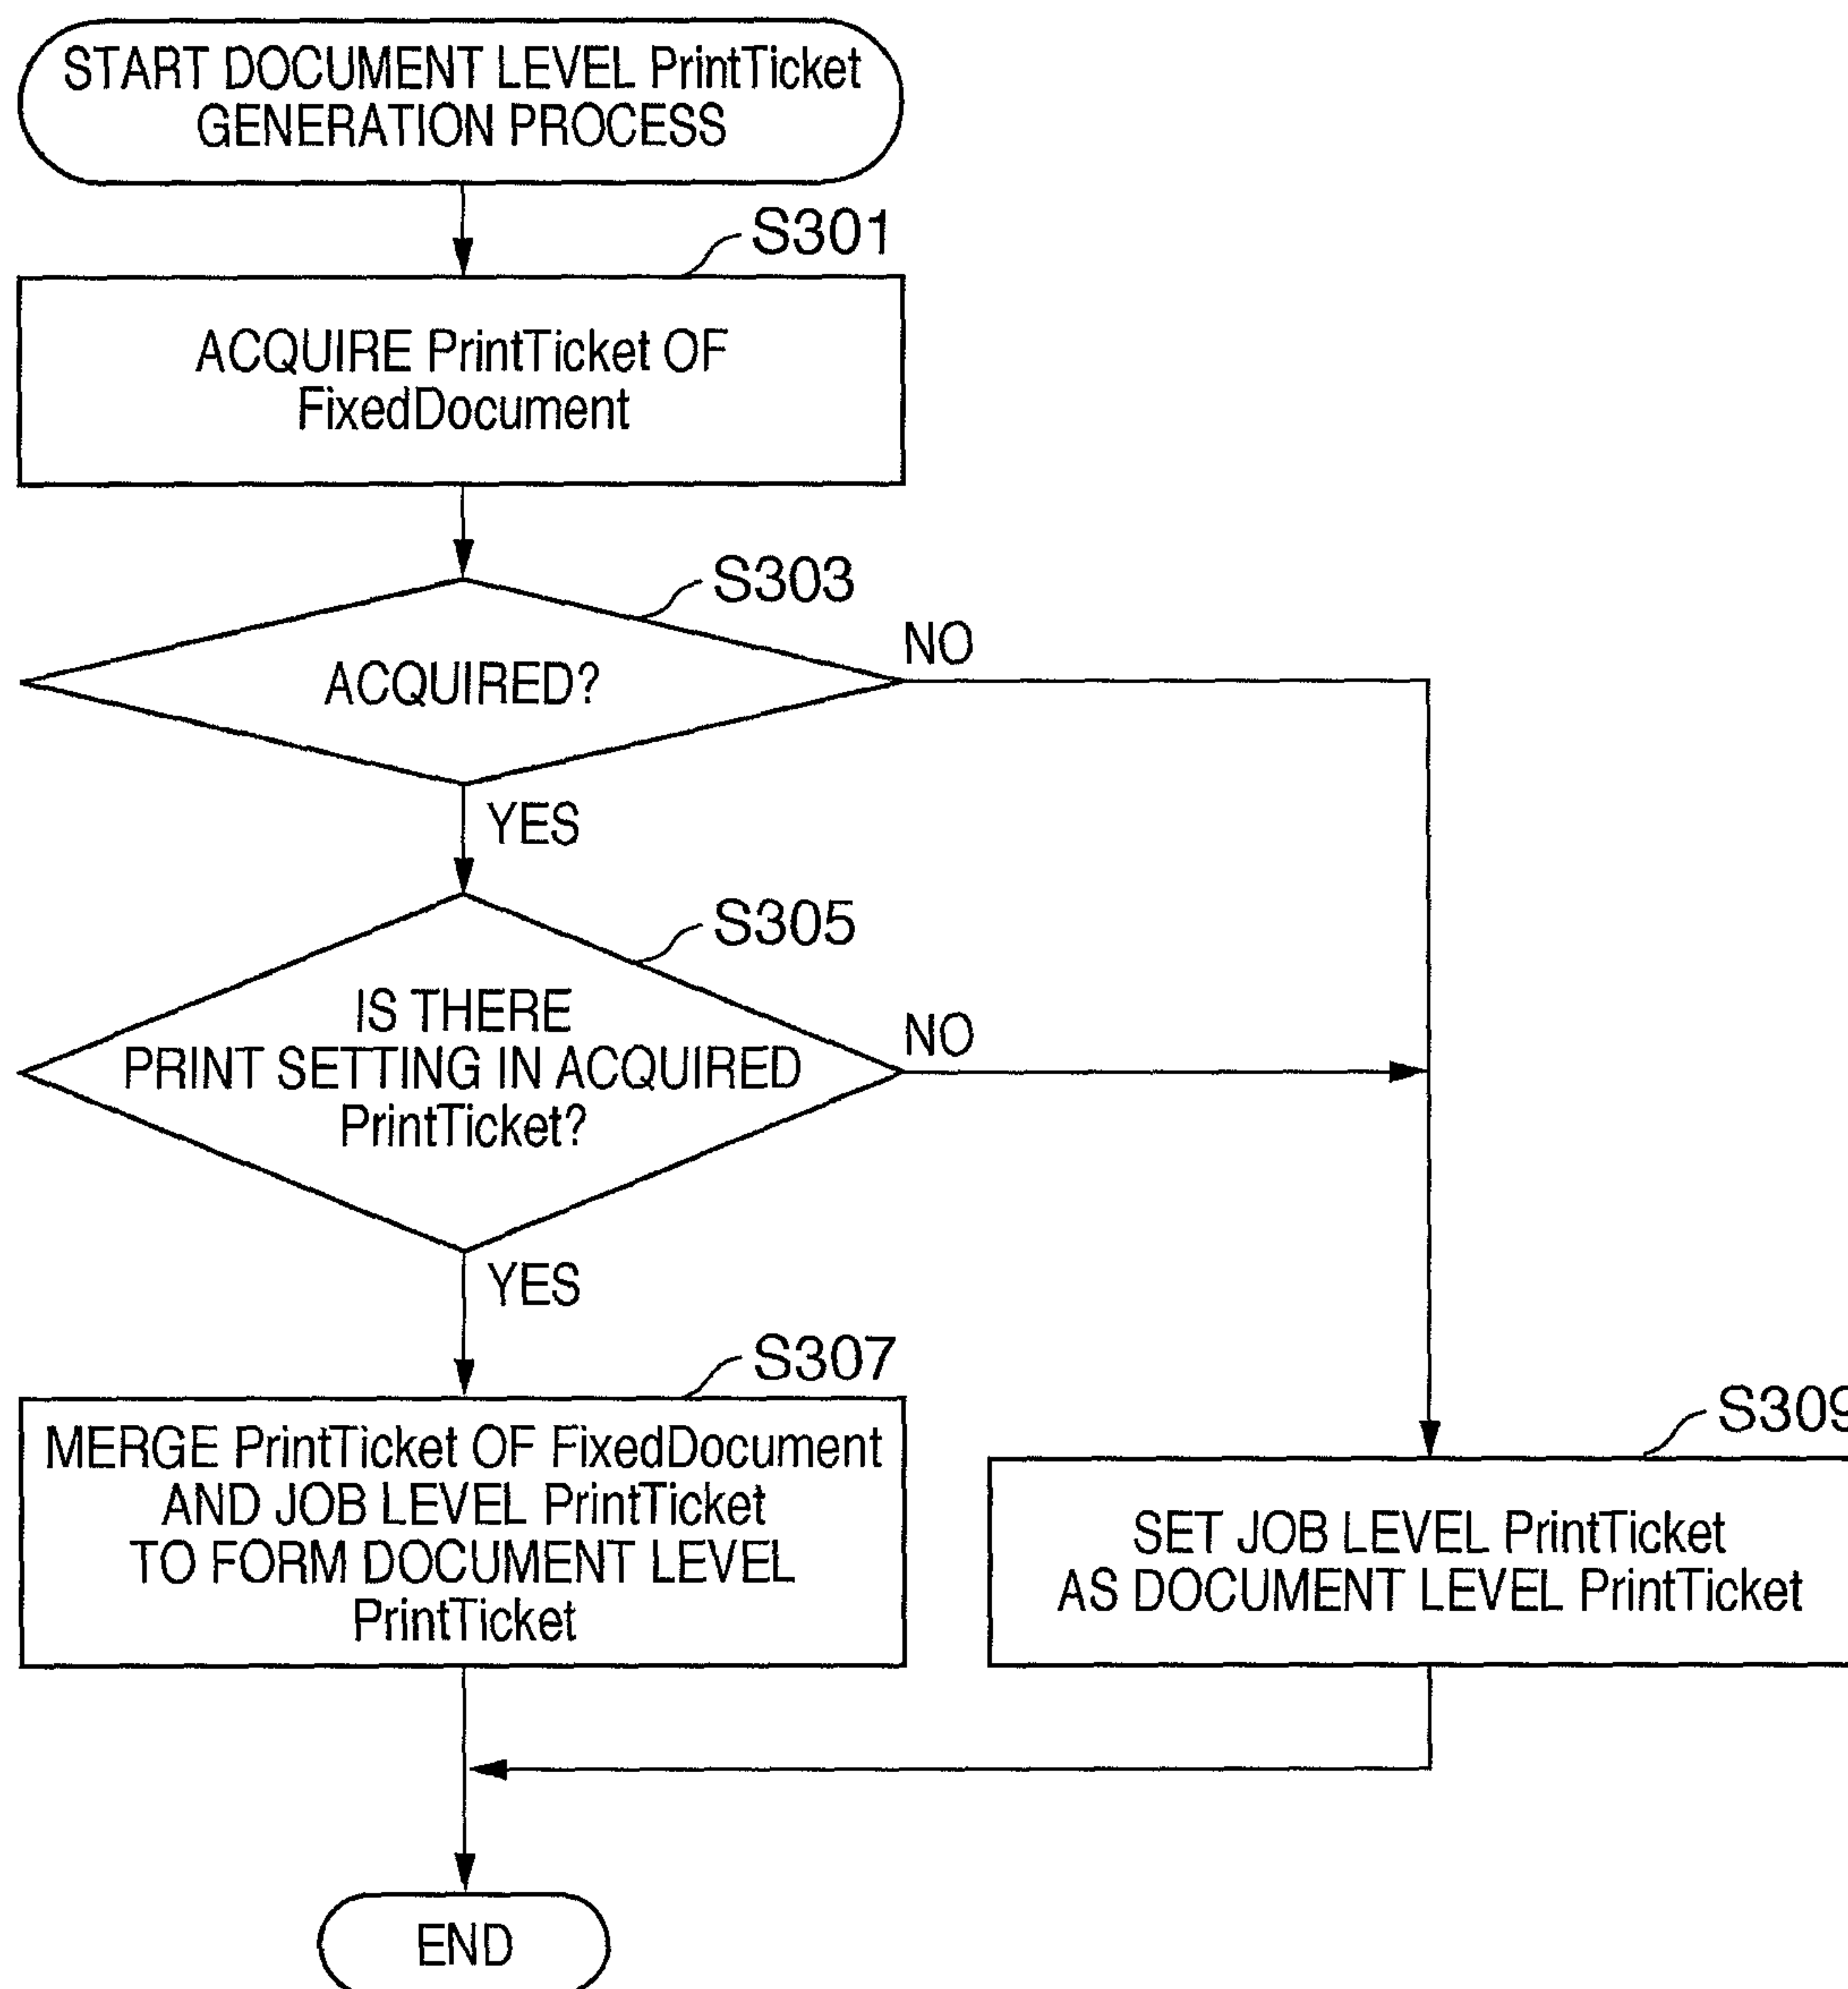 START DOCUMENT LEVEL PrintTicket
GENERATION PROCESS
S301
ACQUIRE PrintTicket OF
FixedDocument
S303
NO
ACQUIRED?
YES
S305
IS THERE
PRINT SETTING IN ACQUIRED
PrintTicket?
NO
YES
S307
MERGE PrintTicket OF FixedDocument
AND JOB LEVEL PrintTicket
TO FORM DOCUMENT LEVEL
PrintTicket
S309
SET JOB LEVEL PrintTicket
AS DOCUMENT LEVEL PrintTicket
END